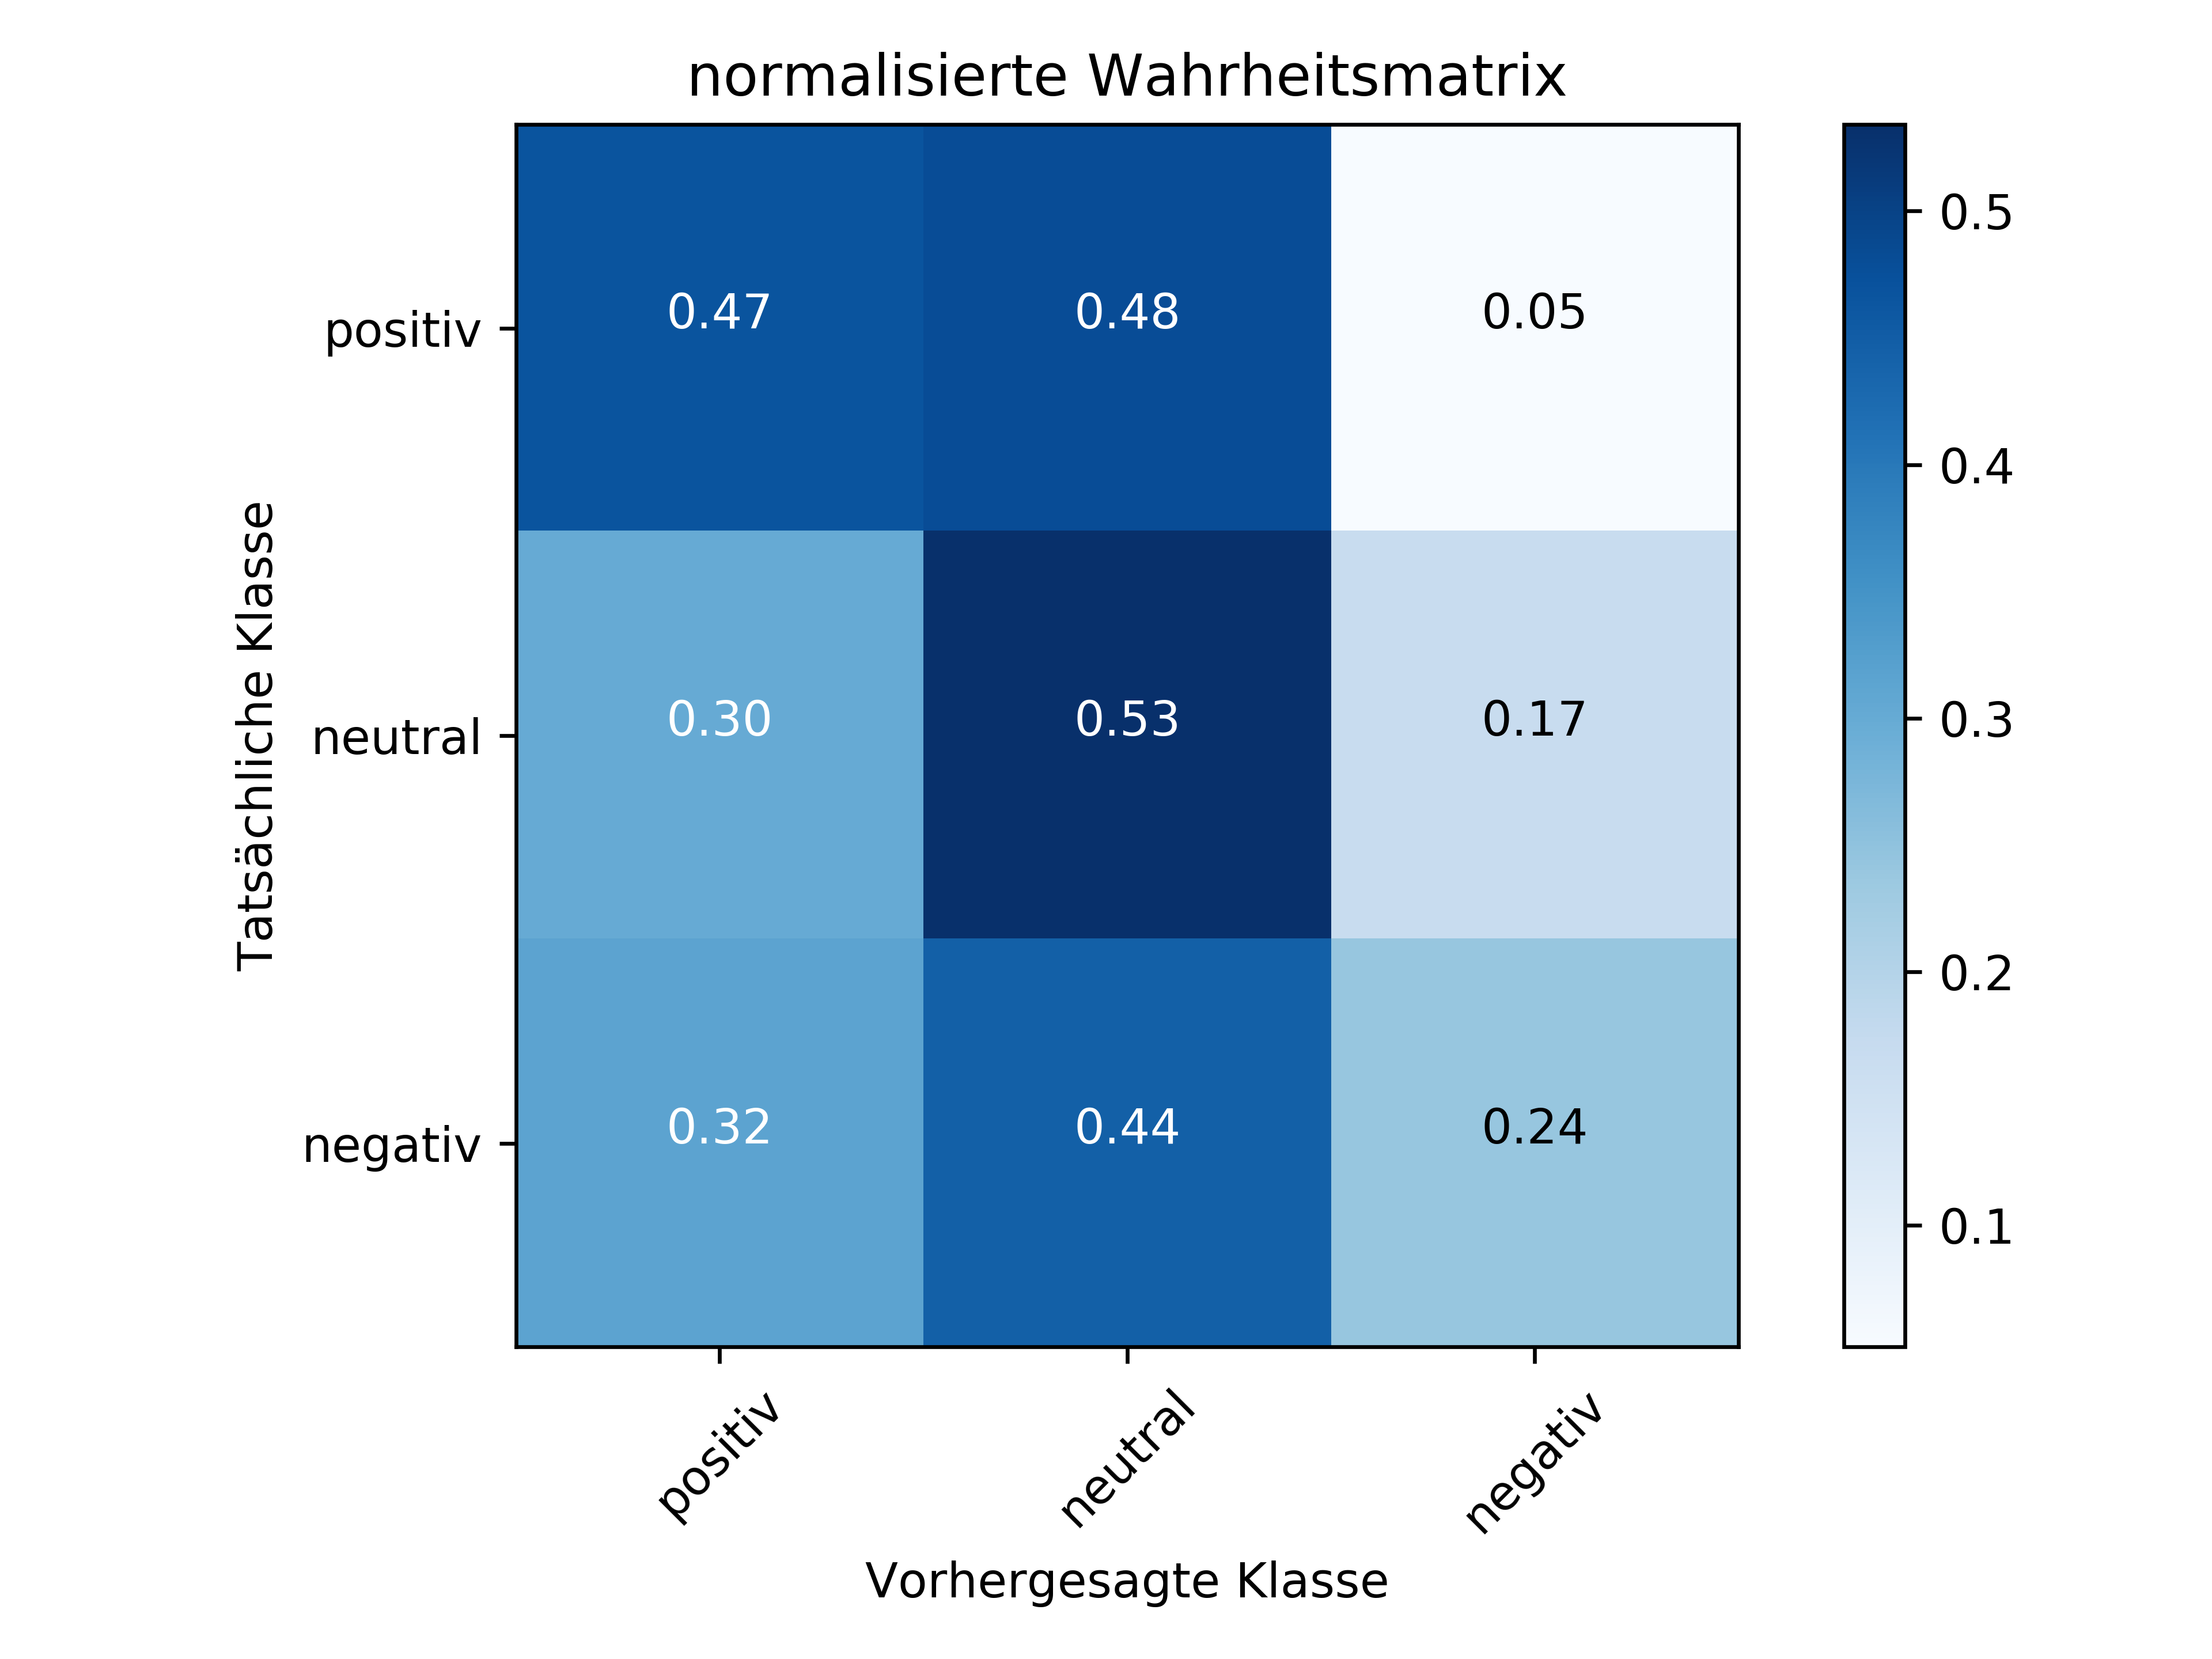 normalisierte Wahrheitsmatrix
Tatsächliche Klasse
positiv
0.47 0.48 0.05
neutral
0.30 0.53 0.17
negativ
0.32 0.44 0.24
positiv
neutral
negativ
Vorhergesagte Klasse
0.5
0.4
0.3
0.2
0.1